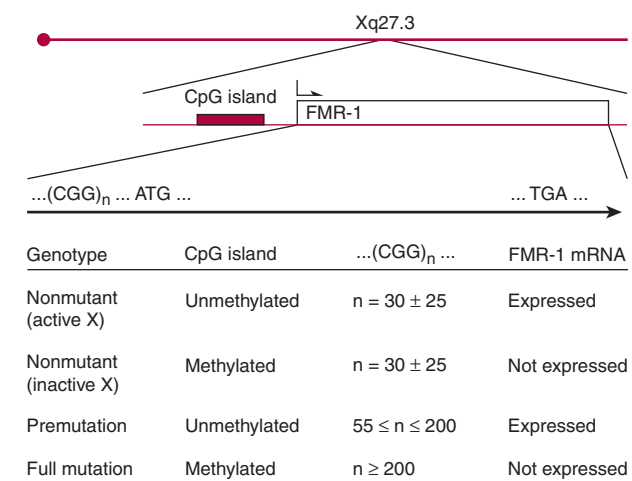 Xq27.3
CpG island
FMR-1
...(CGG)n ... ATG ...
... TGA ...
Genotype CpG island ...(CGG)n ... FMR-1 mRNA
Nonmutant
(active X) Unmethylated n = 30 ± 25 Expressed
Nonmutant
(inactive X) Methylated n = 30 ± 25 Not expressed
Premutation Unmethylated 55 ≤ n ≤ 200 Expressed
Full mutation Methylated n ≥ 200 Not expressed